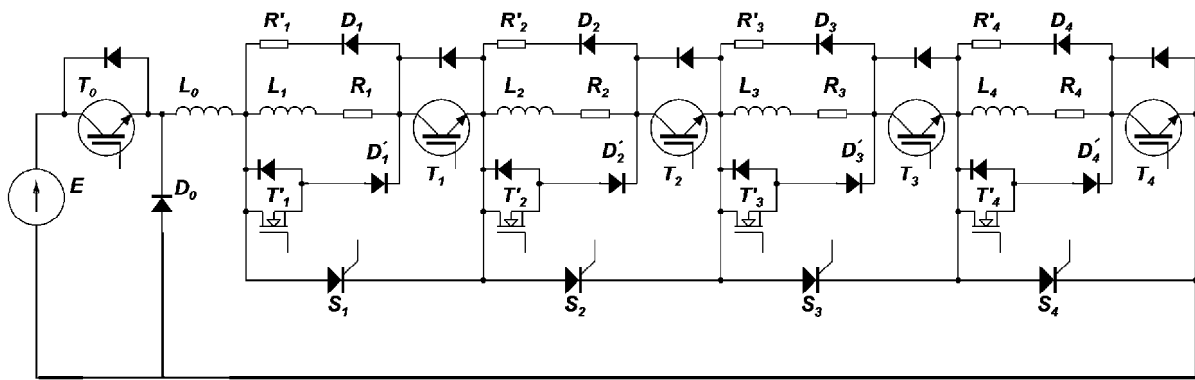 R'₁ D₁ R'₂ D₂ R'₃ D₃ R'₄ D₄
T₀ L₀ L₁ R₁ L₂ R₂ L₃ R₃ L₄ R₄
D´₁ T₁ D´₂ T₂ D´₃ T₃ D´₄ T₄
E D₀ T'₁ T'₂ T'₃ T'₄
S₁ S₂ S₃ S₄